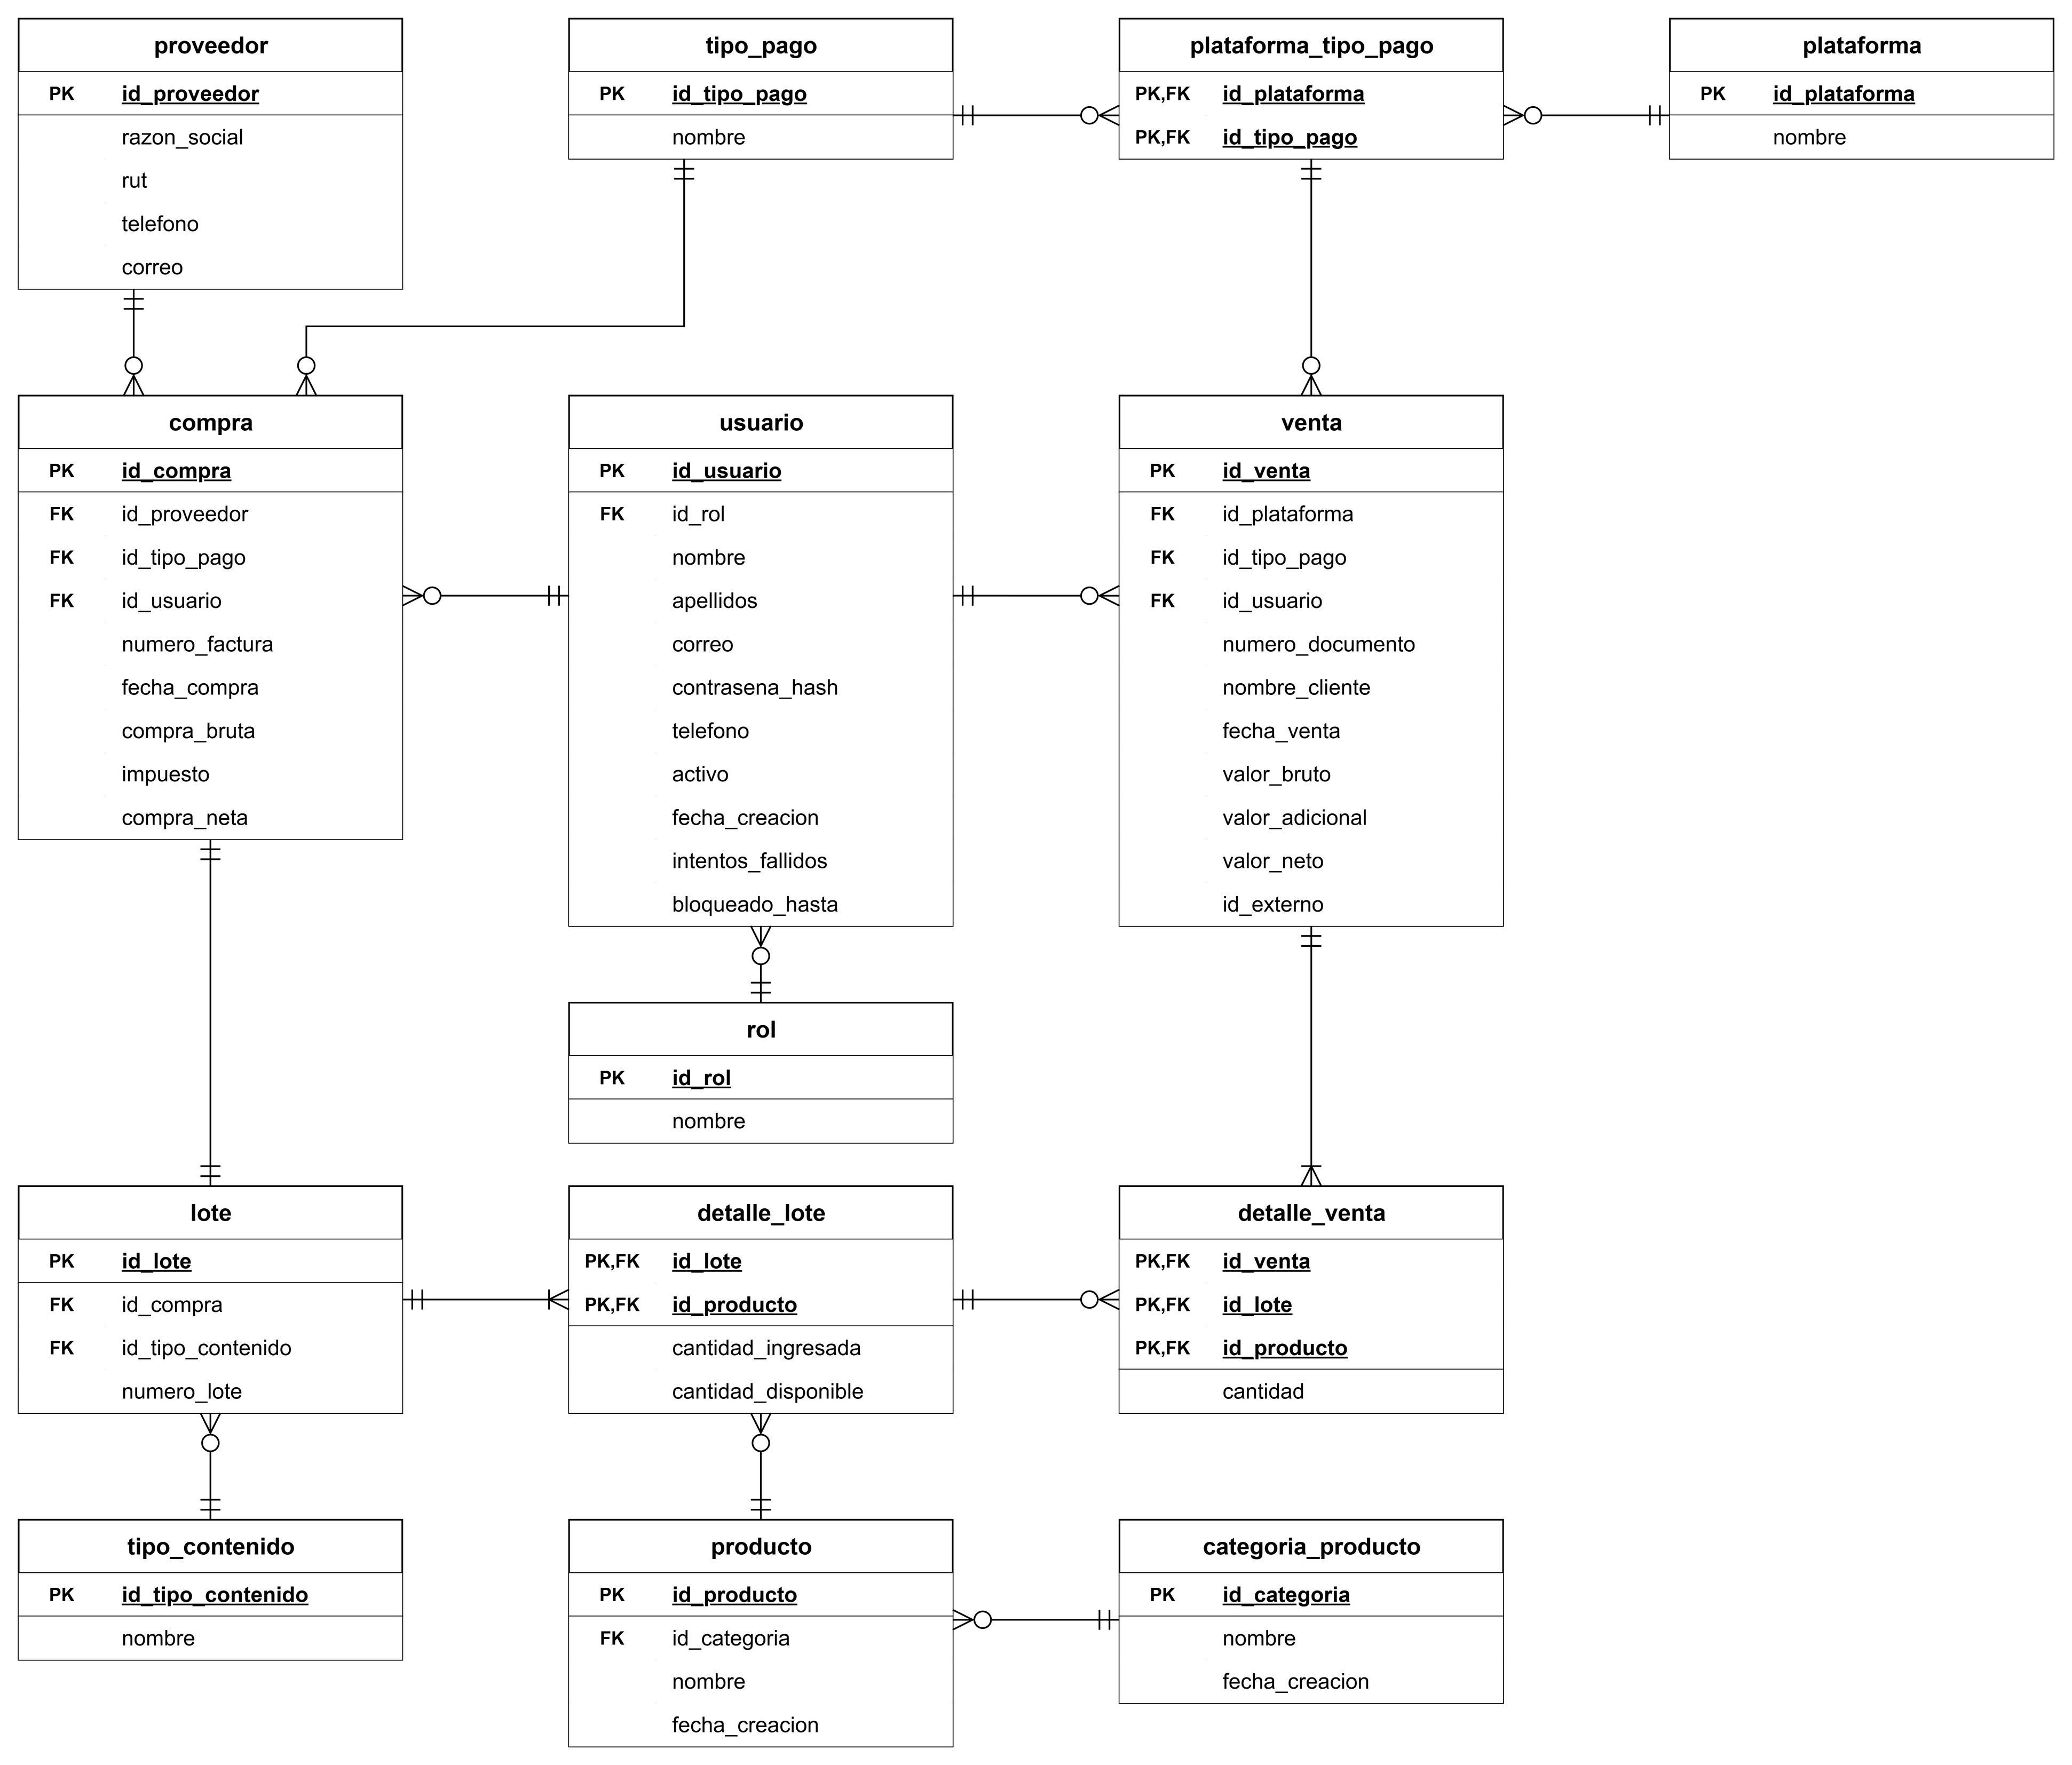 proveedor
PK id_proveedor
razon_social
rut
telefono
correo
tipo_pago
PK id_tipo_pago
nombre
plataforma_tipo_pago
PK,FK id_plataforma
PK,FK id_tipo_pago
plataforma
PK id_plataforma
nombre
compra
PK id_compra
FK id_proveedor
FK id_tipo_pago
FK id_usuario
numero_factura
fecha_compra
compra_bruta
impuesto
compra_neta
usuario
PK id_usuario
FK id_rol
nombre
apellidos
correo
contrasena_hash
telefono
activo
fecha_creacion
intentos_fallidos
bloqueado_hasta
venta
PK id_venta
FK id_plataforma
FK id_tipo_pago
FK id_usuario
numero_documento
nombre_cliente
fecha_venta
valor_bruto
valor_adicional
valor_neto
id_externo
rol
PK id_rol
nombre
lote
PK id_lote
FK id_compra
FK id_tipo_contenido
numero_lote
detalle_lote
PK,FK id_lote
PK,FK id_producto
cantidad_ingresada
cantidad_disponible
detalle_venta
PK,FK id_venta
PK,FK id_lote
PK,FK id_producto
cantidad
tipo_contenido
PK id_tipo_contenido
nombre
producto
PK id_producto
FK id_categoria
nombre
fecha_creacion
categoria_producto
PK id_categoria
nombre
fecha_creacion